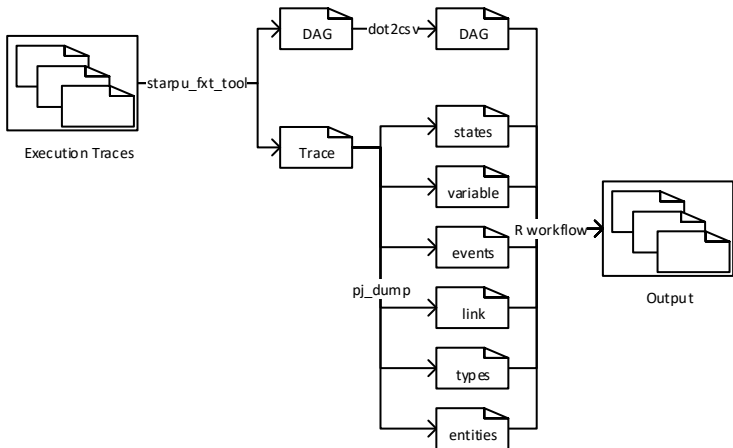 DAG
dot2csv
DAG
starpu_fxt_tool
Execution Traces
Trace
states
variable
events
R workflow
pj_dump
link
Output
types
entities